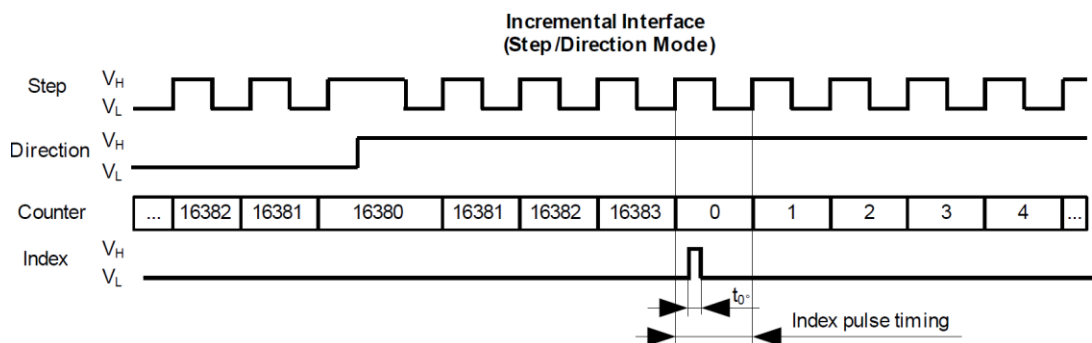 Incremental Interface
(Step/Direction Mode)
Step
VH
VL
Direction
VH
VL
Counter
... 16382 16381 16380 16381 16382 16383 0 1 2 3 4 ...
Index
VH
VL
t0°
Index pulse timing